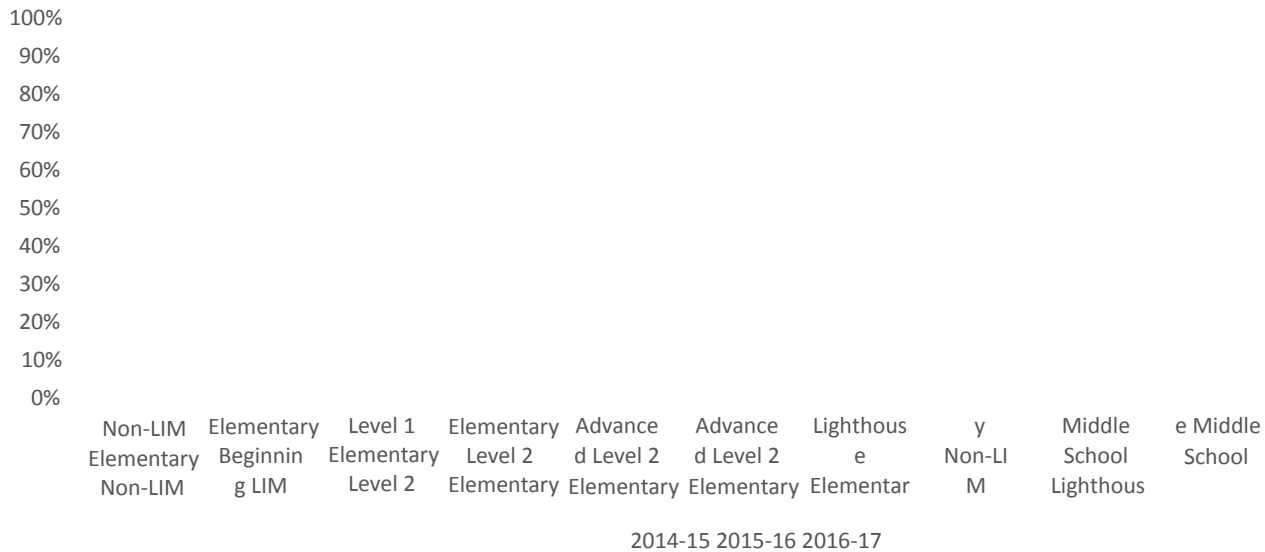 100%
90%
80%
70%
60%
50%
40%
30%
20%
10%
0%
Non-LIM
Elementary
Non-LIM
Elementary
Beginnin
g LIM
Level 1
Elementary
Level 2
Elementary
Level 2
Elementary
Advance
d Level 2
Elementary
Advance
d Level 2
Elementary
Lighthous
e
Elementar
y
Non-LI
M
Middle
School
Lighthous
e Middle
School
2014-15 2015-16 2016-17